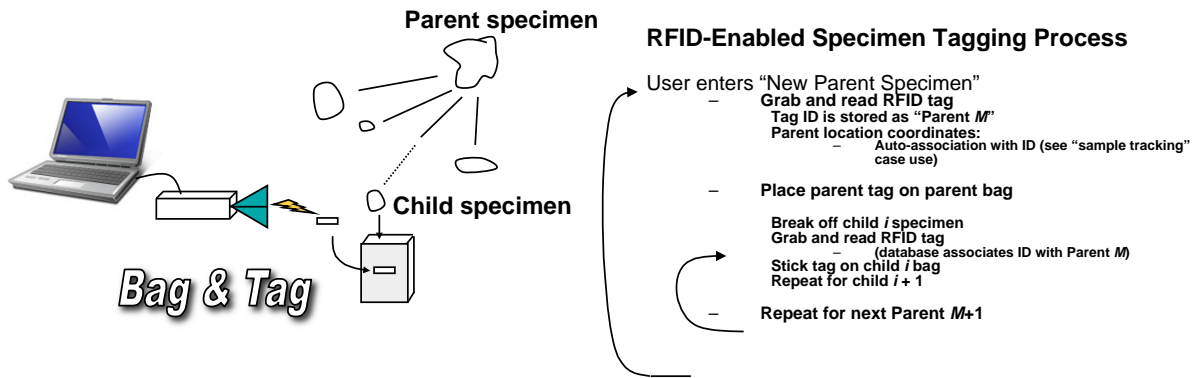 Parent specimen
Child specimen
Bag & Tag
RFID-Enabled Specimen Tagging Process
User enters “New Parent Specimen”
– Grab and read RFID tag
Tag ID is stored as “Parent M”
Parent location coordinates:
– Auto-association with ID (see “sample tracking”
case use)
– Place parent tag on parent bag
Break off child i specimen
Grab and read RFID tag
– (database associates ID with Parent M)
Stick tag on child i bag
Repeat for child i + 1
– Repeat for next Parent M+1